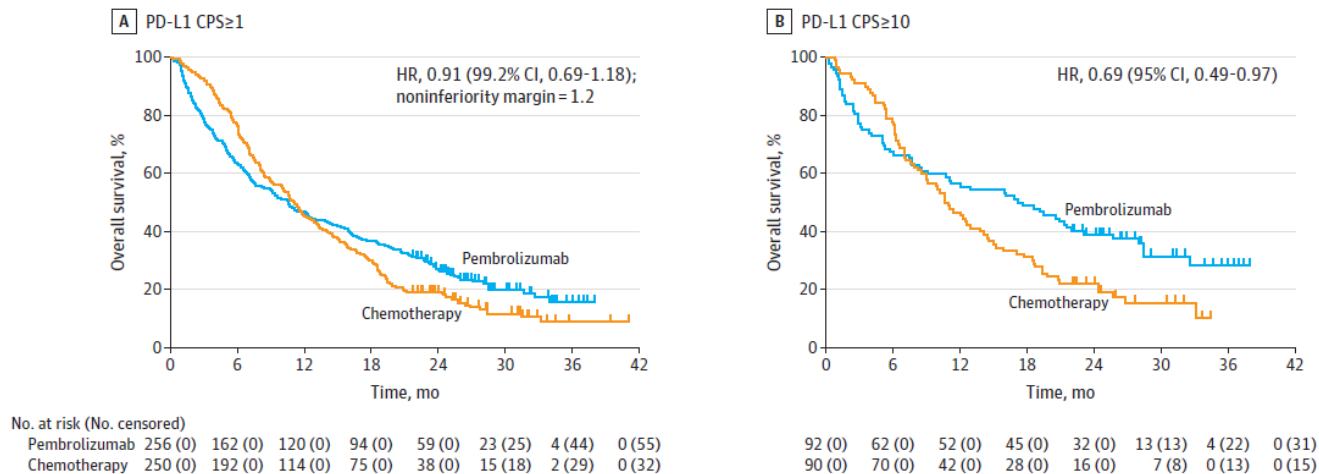 A PD-L1 CPS≥1
HR, 0.91 (99.2% CI, 0.69-1.18);
noninferiority margin = 1.2
Overall survival, %
100
80
60
40
20
0
Pembrolizumab
Chemotherapy
0 6 12 18 24 30 36 42
Time, mo
No. at risk (No. censored)
Pembrolizumab 256 (0) 162 (0) 120 (0) 94 (0) 59 (0) 23 (25) 4 (44) 0 (55)
Chemotherapy 250 (0) 192 (0) 114 (0) 75 (0) 38 (0) 15 (18) 2 (29) 0 (32)
B PD-L1 CPS≥10
HR, 0.69 (95% CI, 0.49-0.97)
Overall survival, %
100
80
60
40
20
0
Pembrolizumab
Chemotherapy
0 6 12 18 24 30 36 42
Time, mo
92 (0) 62 (0) 52 (0) 45 (0) 32 (0) 13 (13) 4 (22) 0 (31)
90 (0) 70 (0) 42 (0) 28 (0) 16 (0) 7 (8) 0 (13) 0 (15)